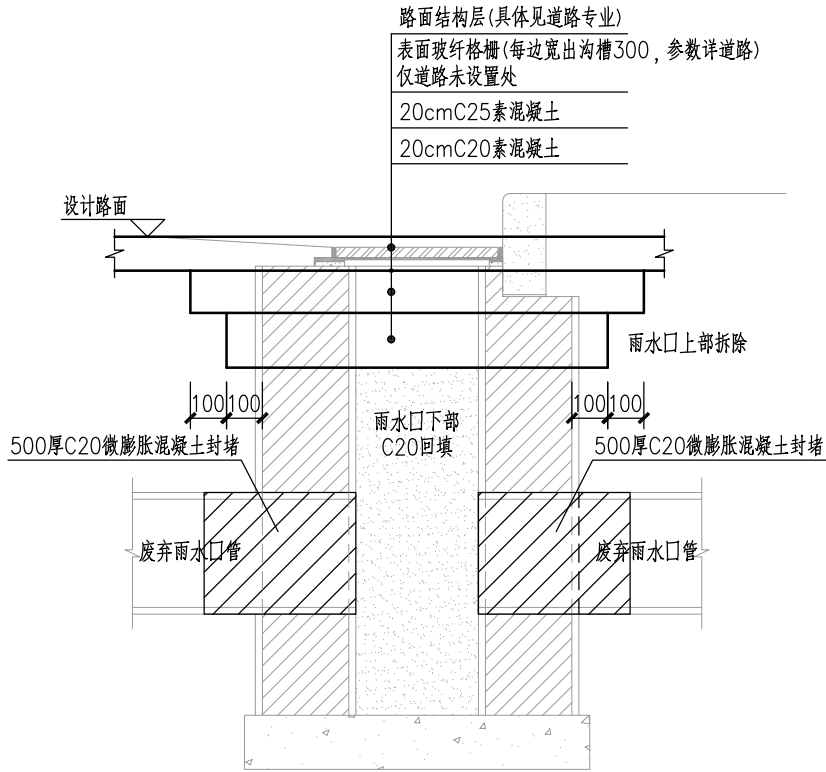 路面结构层(具体见道路专业)
表面玻纤格栅(每边宽出沟槽300，参数详道路)
仅道路未设置处
20cmC25素混凝土
20cmC20素混凝土
设计路面
雨水口上部拆除
100 100
100 100
雨水口下部
C20回填
500厚C20微膨胀混凝土封堵
500厚C20微膨胀混凝土封堵
废弃雨水口管
废弃雨水口管